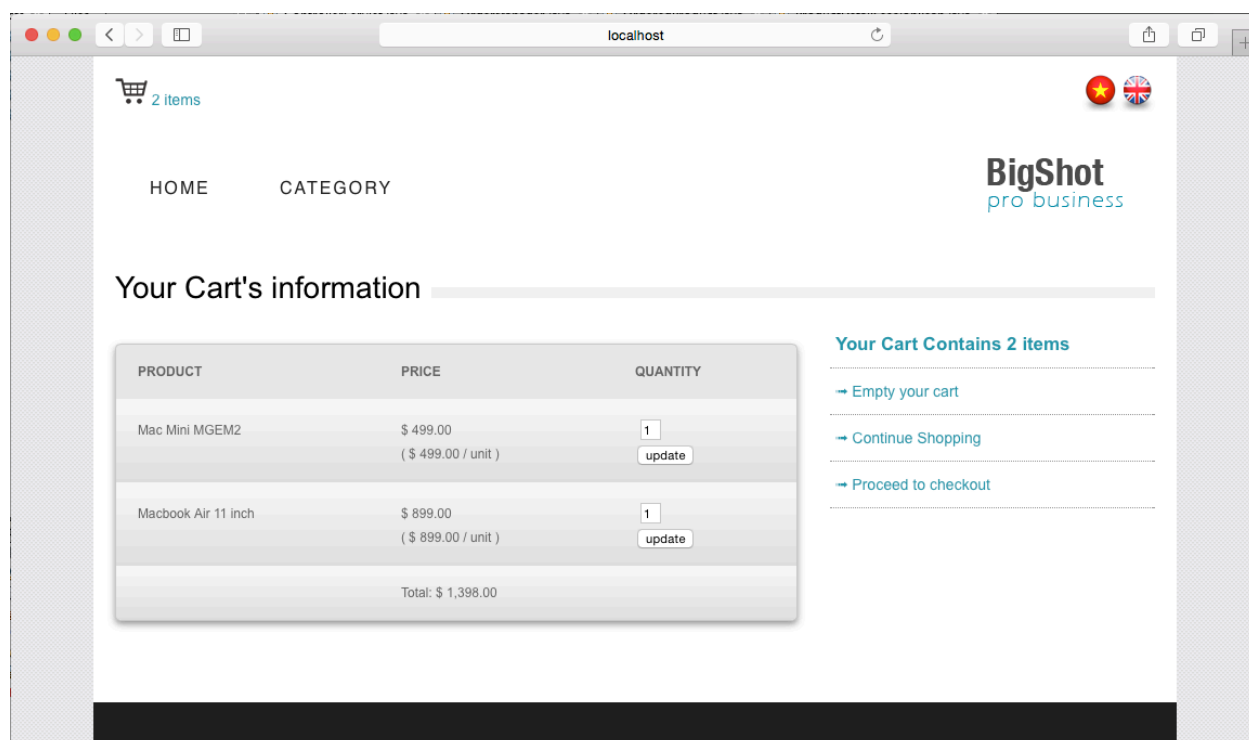 localhost
2 items
HOME CATEGORY
BigShot
pro business
Your Cart's information
PRODUCT PRICE QUANTITY
Mac Mini MGEM2 $ 499.00 1
( $ 499.00 / unit ) update
Macbook Air 11 inch $ 899.00 1
( $ 899.00 / unit ) update
Total: $ 1,398.00
Your Cart Contains 2 items
➟ Empty your cart
➟ Continue Shopping
➟ Proceed to checkout